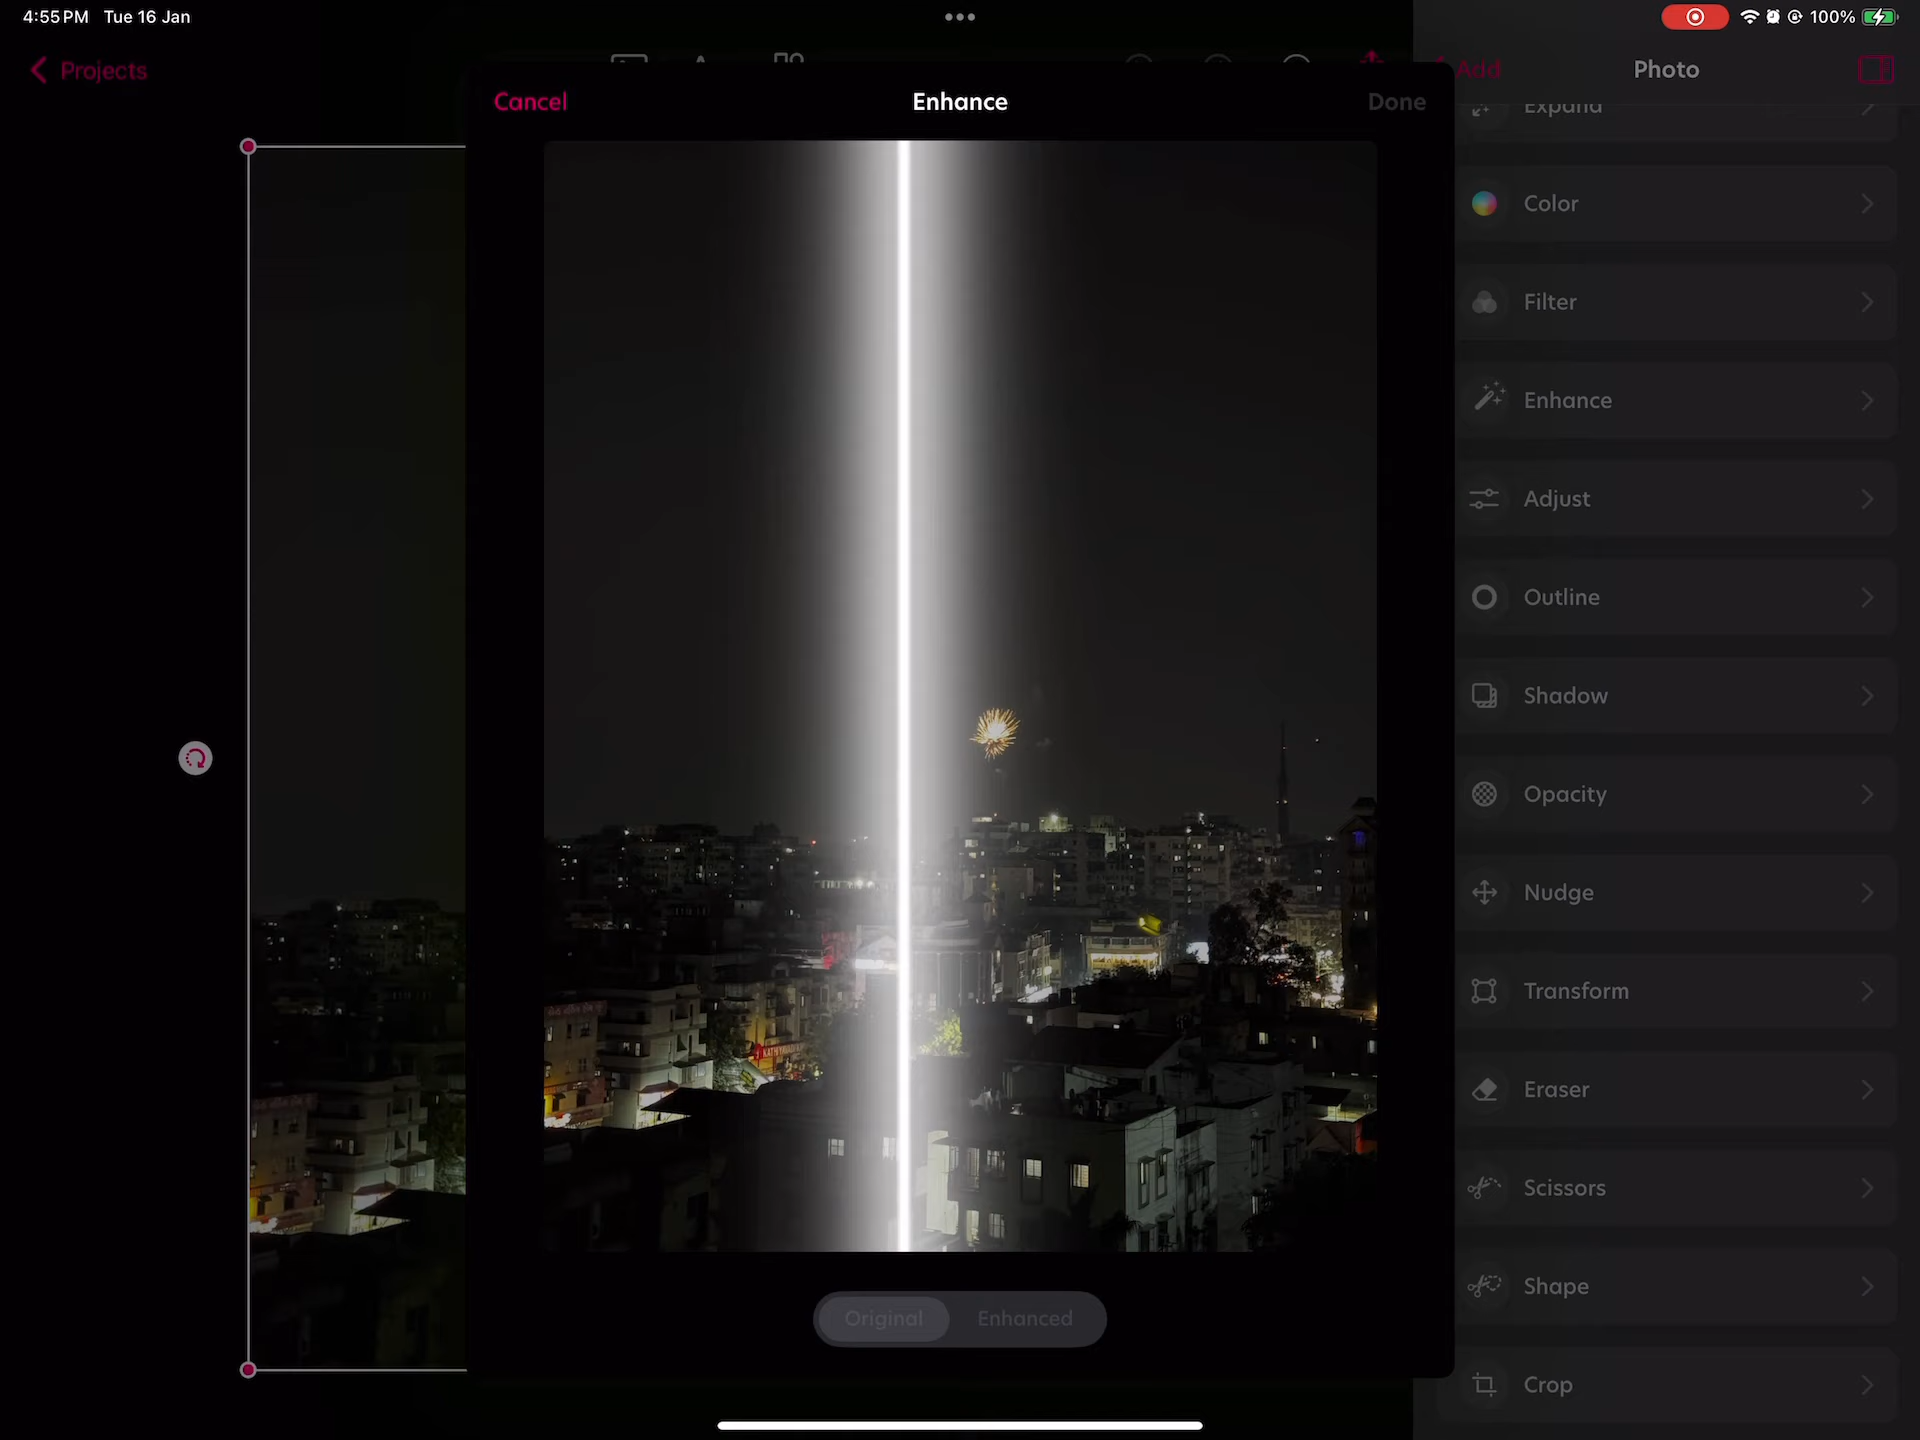 4:55 PM Tue 16 Jan
100%
Projects
Add
Photo
Cancel
Enhance
Done
Expand
Color
Filter
Enhance
Adjust
Outline
Shadow
Opacity
Nudge
Transform
Eraser
Scissors
Shape
Crop
Original
Enhanced